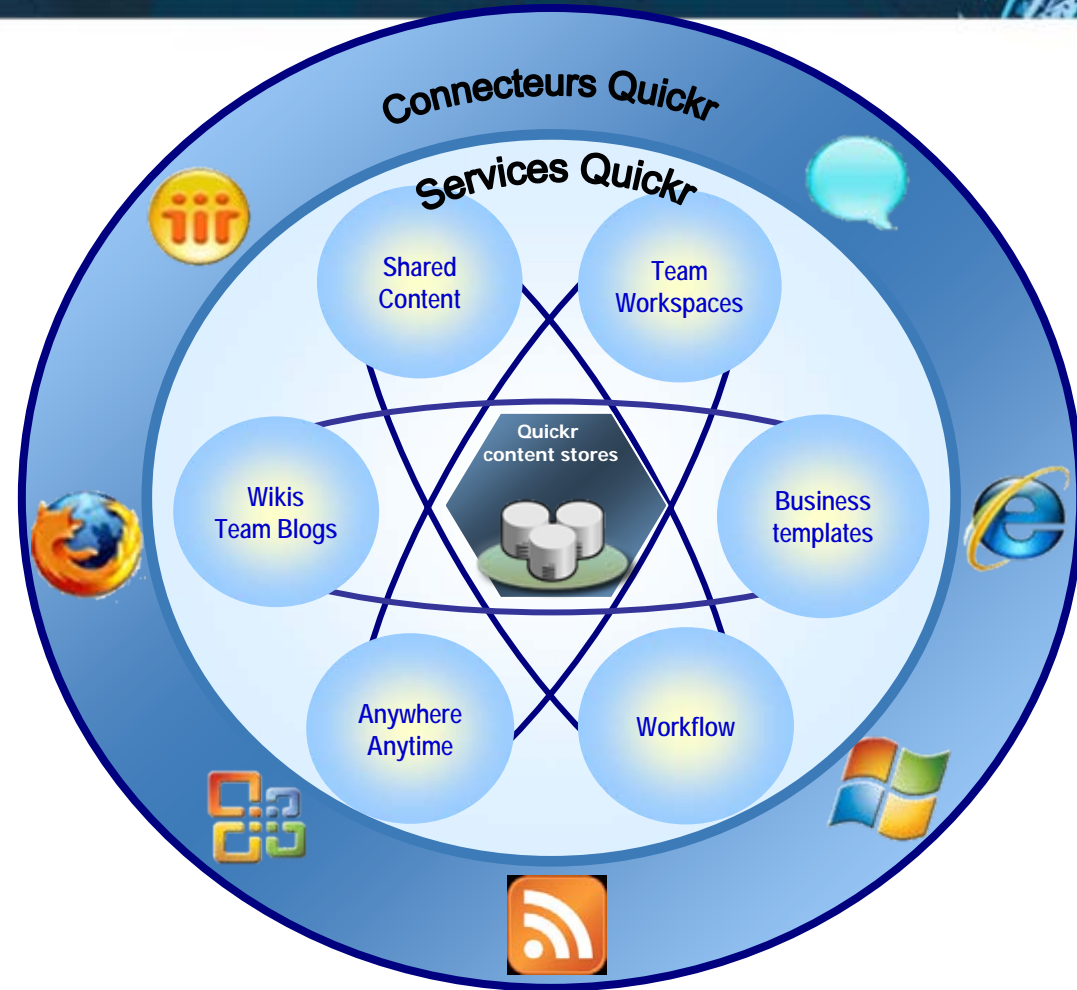 Connecteurs Quickr
Services Quickr
Shared
Content
Team
Workspaces
Quickr
content stores
Wikis
Team Blogs
Business
templates
Anywhere
Anytime
Workflow